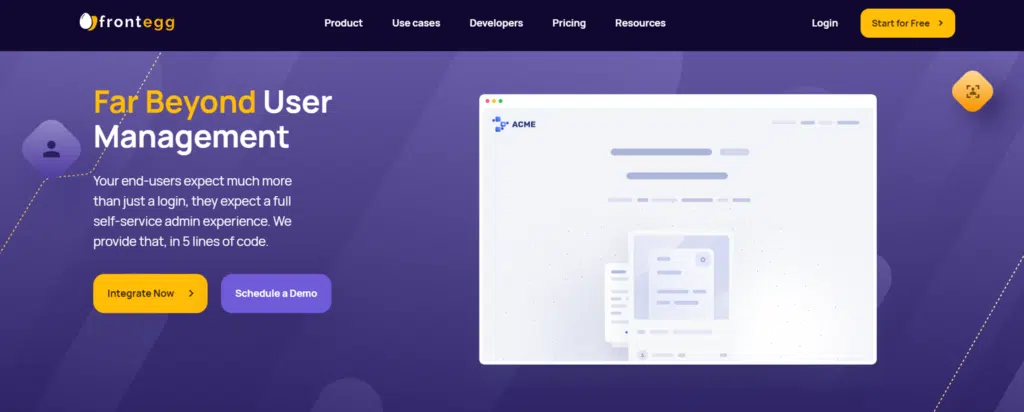 frontegg
Product
Use cases
Developers
Pricing
Resources
Login
Start for Free
Far Beyond User
Management
Your end-users expect much more
than just a login, they expect a full
self-service admin experience. We
provide that, in 5 lines of code.
Integrate Now
Schedule a Demo
ACME